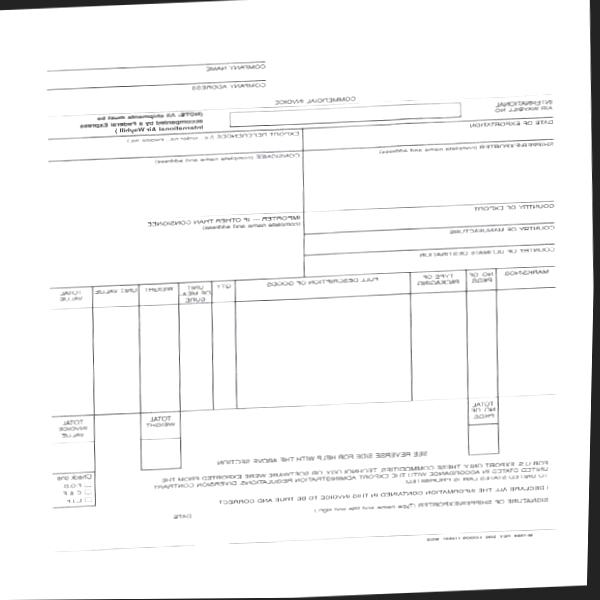 COMPANY NAME
COMPANY ADDRESS
COMMERCIAL INVOICE
INTERNATIONAL
AIR WAYBILL NO.
(NOTE: All shipments must be
accompanied by a Federal Express
International Air Waybill.)
DATE OF EXPORTATION
EXPORT REFERENCES
SHIPPER/EXPORTER (complete name and address)
CONSIGNEE (complete name and address)
COUNTRY OF EXPORT
IMPORTER — IF OTHER THAN CONSIGNEE
(complete name and address)
COUNTRY OF MANUFACTURE
COUNTRY OF ULTIMATE DESTINATION
MARKS/NOS
NO. OF
PKGS.
TYPE OF
PACKAGING
FULL DESCRIPTION OF GOODS
QTY
UNIT
OF MEA-
SURE
WEIGHT
UNIT VALUE
TOTAL
VALUE
TOTAL
NO. OF
PKGS.
TOTAL
WEIGHT
TOTAL
INVOICE
VALUE
SEE REVERSE SIDE FOR HELP WITH THE ABOVE SECTION
Check one
F.O.B.
C & F
C.I.F.
FOR U.S. EXPORT ONLY: THESE COMMODITIES, TECHNOLOGY, OR SOFTWARE WERE EXPORTED FROM THE
UNITED STATES IN ACCORDANCE WITH THE EXPORT ADMINISTRATION REGULATIONS. DIVERSION CONTRARY
TO UNITED STATES LAW IS PROHIBITED.
I DECLARE ALL THE INFORMATION CONTAINED IN THIS INVOICE TO BE TRUE AND CORRECT
SIGNATURE OF SHIPPER/EXPORTER (Type name and title and sign.)
DATE